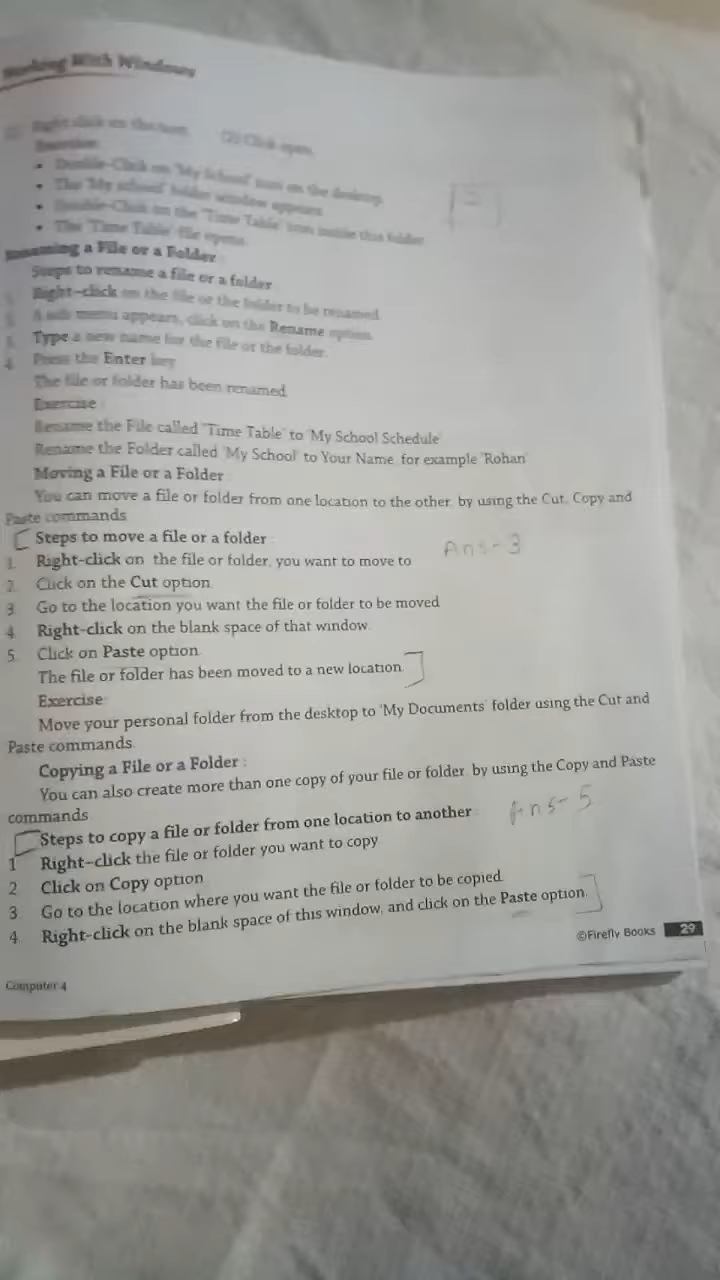 Working With Windows
Right click on the icon. (2) Click open.
Exercise:
• Double-Click on 'My School' icon on the desktop
• The 'My school' folder window appears
• Double-Click on the 'Time Table' icon inside this folder
• The 'Time Table' file opens
Renaming a File or a Folder
Steps to rename a file or a folder
1. Right-click on the file or the folder to be renamed
2. A sub menu appears, click on the Rename option
3. Type a new name for the file or the folder.
4. Press the Enter key
The file or folder has been renamed
Exercise
Rename the File called 'Time Table' to 'My School Schedule'
Rename the Folder called 'My School' to Your Name, for example 'Rohan'
Moving a File or a Folder
You can move a file or folder from one location to the other, by using the Cut, Copy and
Paste commands
Steps to move a file or a folder :
Ans-3
1. Right-click on the file or folder, you want to move to
2. Click on the Cut option
3. Go to the location you want the file or folder to be moved
4. Right-click on the blank space of that window.
5. Click on Paste option
The file or folder has been moved to a new location.
Exercise
Move your personal folder from the desktop to 'My Documents' folder using the Cut and
Paste commands.
Copying a File or a Folder :
You can also create more than one copy of your file or folder, by using the Copy and Paste
commands
Ans-5
Steps to copy a file or folder from one location to another :
1 Right-click the file or folder you want to copy
2 Click on Copy option
3 Go to the location where you want the file or folder to be copied
4 Right-click on the blank space of this window, and click on the Paste option.
©Firefly Books 29
Computer 4